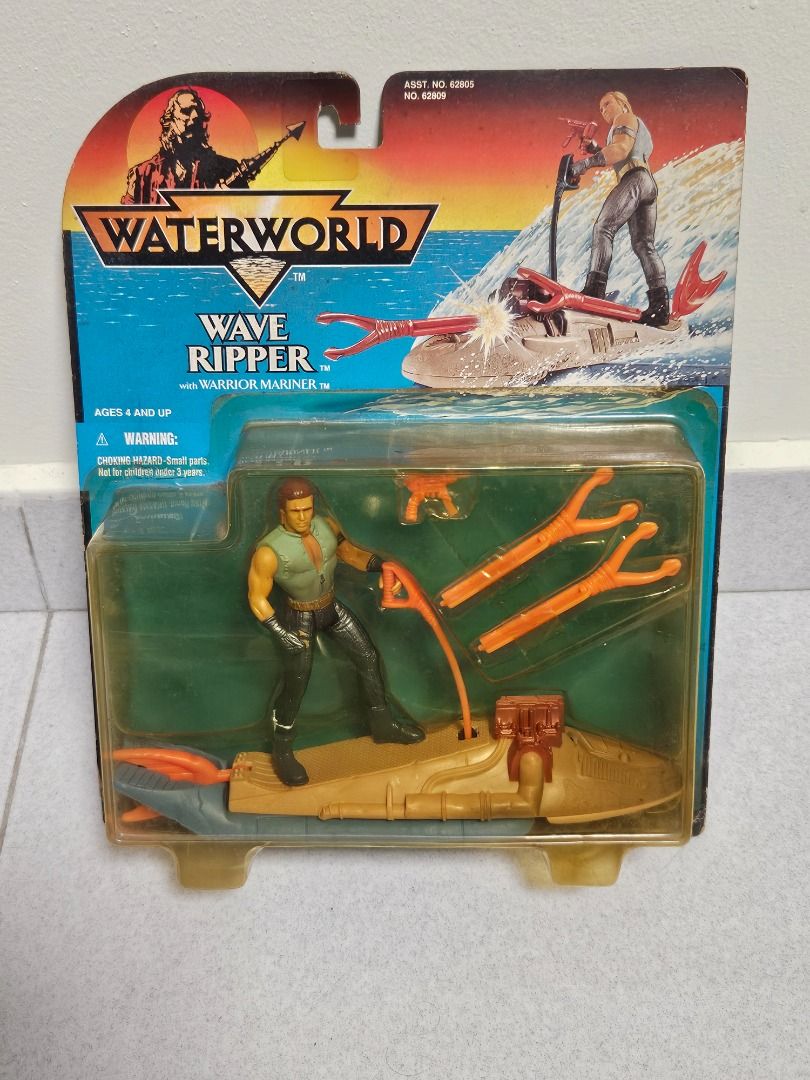 ASST. NO. 62805
NO. 62809
WATERWORLD
TM
WAVE
RIPPER TM
with WARRIOR MARINER TM
AGES 4 AND UP
⚠ WARNING:
CHOKING HAZARD-Small parts.
Not for children under 3 years.